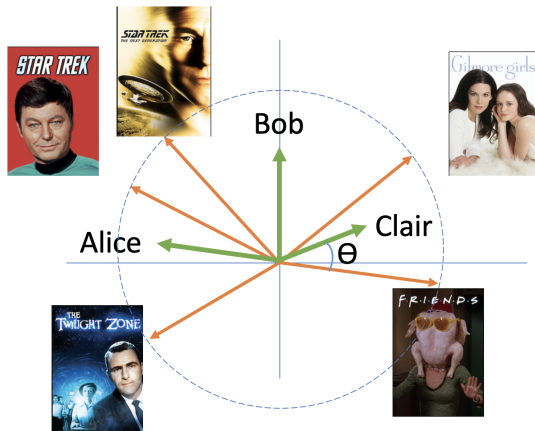 STAR TREK
STAR TREK
THE NEXT GENERATION
Gilmore girls
Bob
Alice
Clair
Θ
THE
TWILIGHT ZONE
F·R·I·E·N·D·S